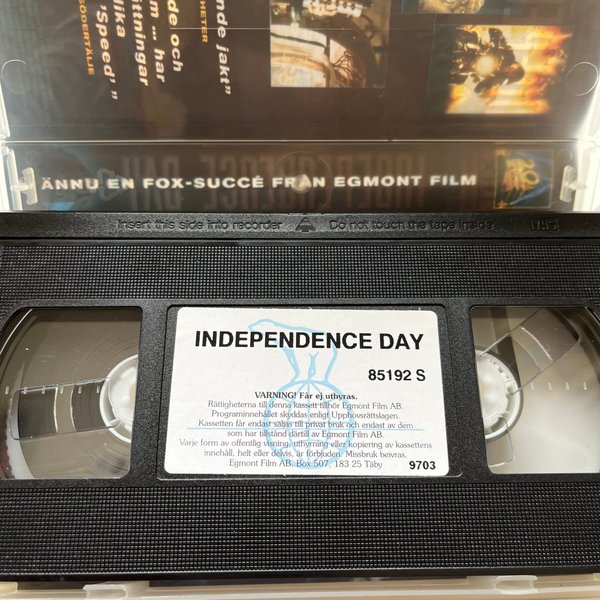 nde jakt"
HETER
de och
m ... har
ittningar
lika
'Speed'. "
SÖDERTÄLJE
ÄNNU EN FOX-SUCCÉ FRÅN EGMONT FILM
Insert this side into recorder Do not touch the tape inside VHS
INDEPENDENCE DAY
85192 S
VARNING! Får ej uthyras.
Rättigheterna till denna kassett tillhör Egmont Film AB.
Programinnehållet skyddas enligt Upphovsrättslagen.
Kassetten får endast säljas till privat bruk och endast av dem
som har tillstånd därtill av Egmont Film AB.
Varje form av offentlig visning, uthyrning eller kopiering av kassettens
innehåll, helt eller delvis, är förbjuden. Missbruk beivras.
Egmont Film AB. Box 507, 183 25 Täby
9703